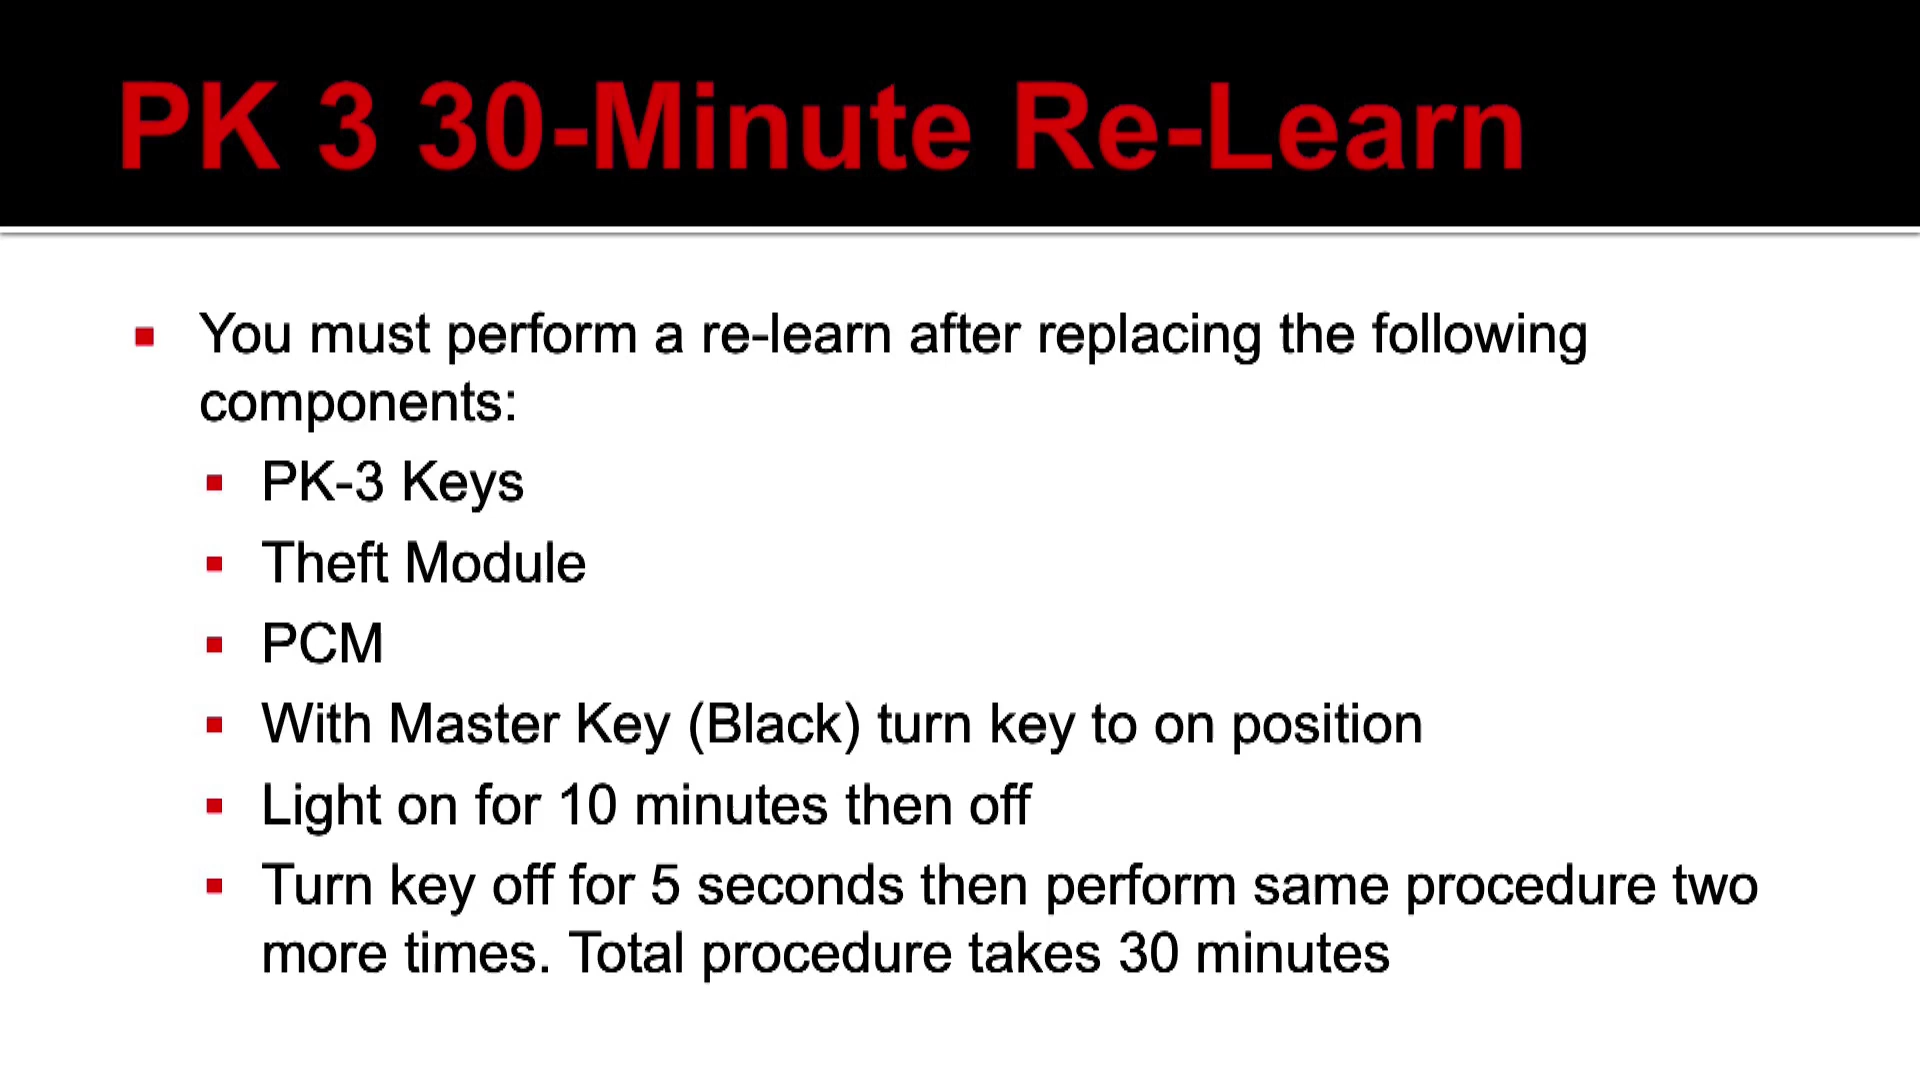 PK 3 30-Minute Re-Learn
You must perform a re-learn after replacing the following
components:
PK-3 Keys
Theft Module
PCM
With Master Key (Black) turn key to on position
Light on for 10 minutes then off
Turn key off for 5 seconds then perform same procedure two
more times. Total procedure takes 30 minutes